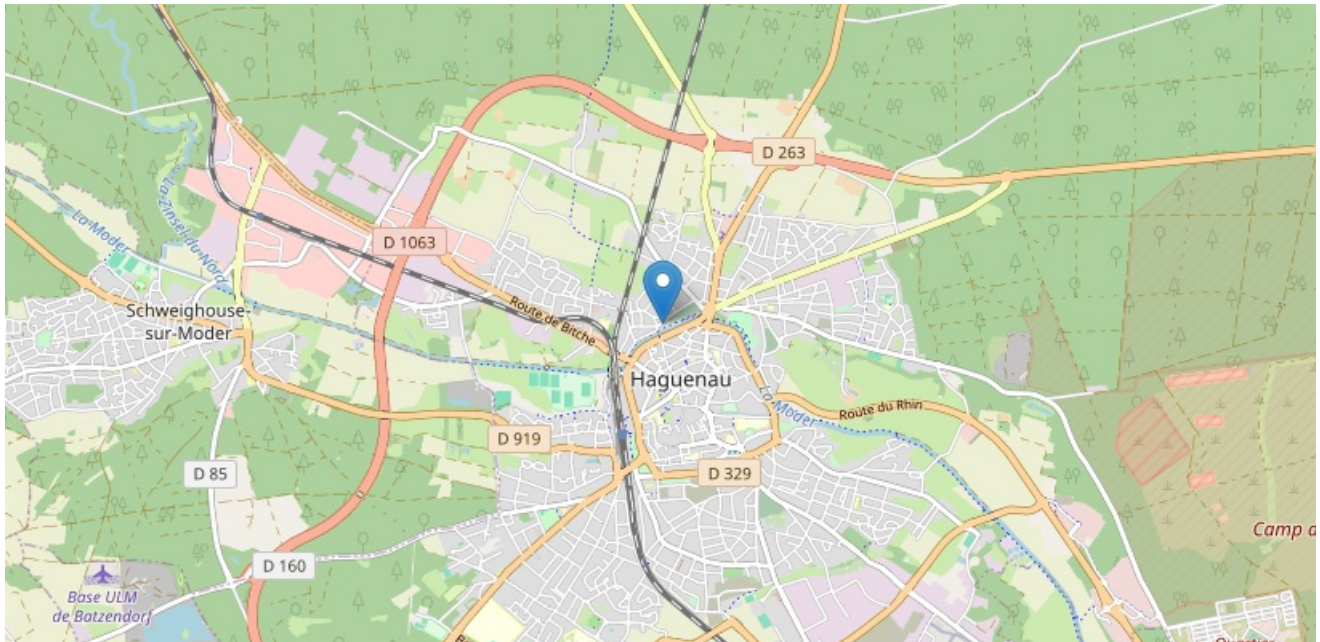 D 263
La Zinsel du Nord
La Moder
D 1063
Schweighouse-
sur-Moder
Route de Bitche
Haguenau
La Moder
Route du Rhin
D 919
D 85
D 329
D 160
Camp d
Base ULM
de Batzendorf